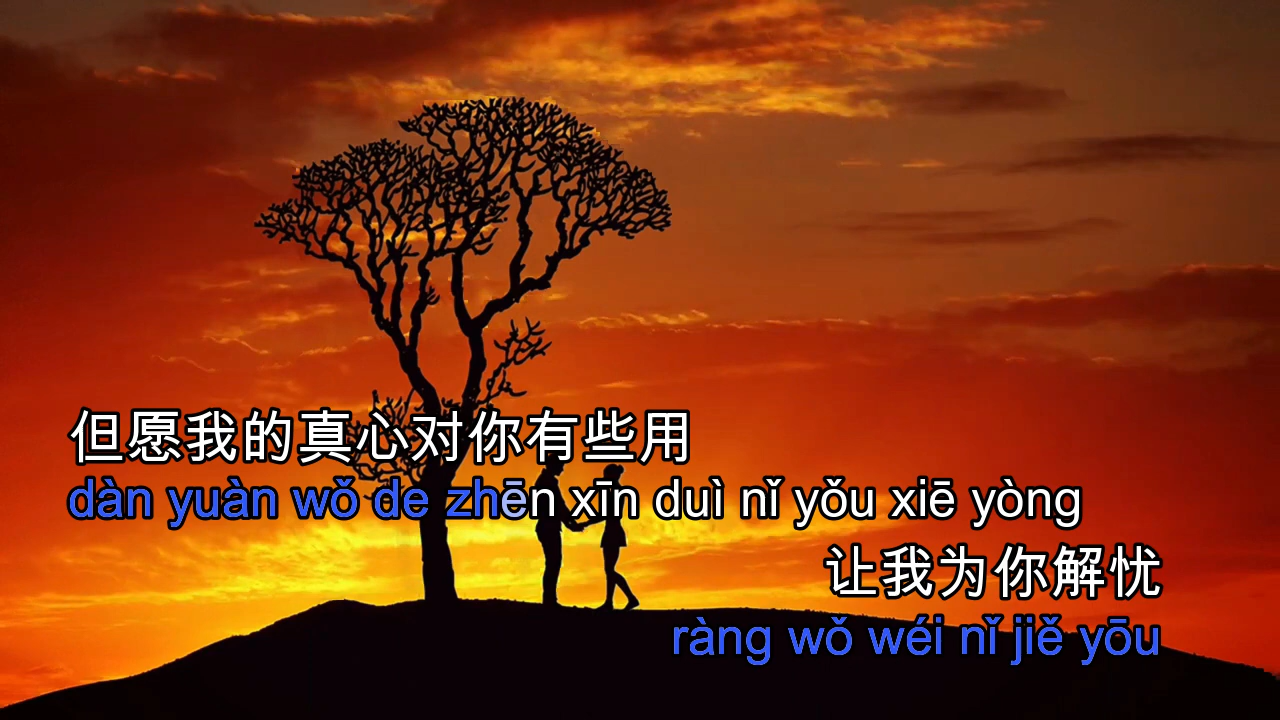 但愿我的真心对你有些用
dàn yuàn wǒ de zhēn xīn duì nǐ yǒu xiē yòng
让我为你解忧
ràng wǒ wéi nǐ jiě yōu